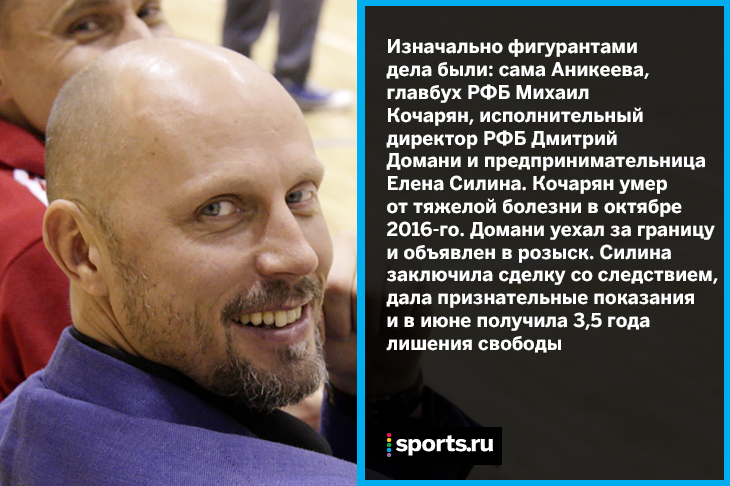 Изначально фигурантами
дела были: сама Аникеева,
главбух РФБ Михаил
Кочарян, исполнительный
директор РФБ Дмитрий
Домани и предпринимательница
Елена Силина. Кочарян умер
от тяжелой болезни в октябре
2016-го. Домани уехал за границу
и объявлен в розыск. Силина
заключила сделку со следствием,
дала признательные показания
и в июне получила 3,5 года
лишения свободы
sports.ru